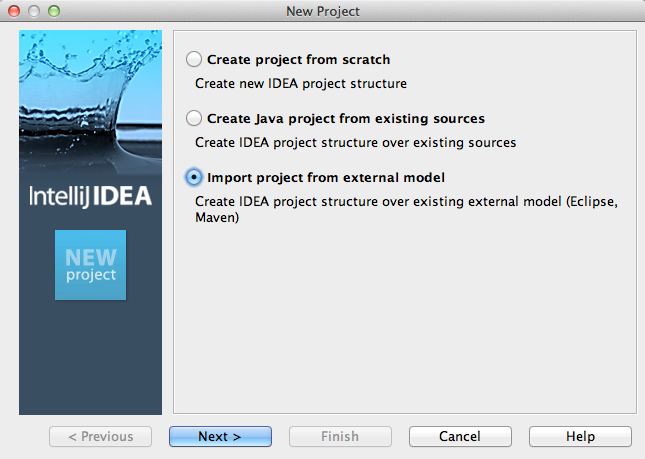 New Project
Create project from scratch
Create new IDEA project structure
Create Java project from existing sources
Create IDEA project structure over existing sources
Import project from external model
Create IDEA project structure over existing external model (Eclipse,
Maven)
IntelliJIDEA
NEW
project
< Previous
Next >
Finish
Cancel
Help